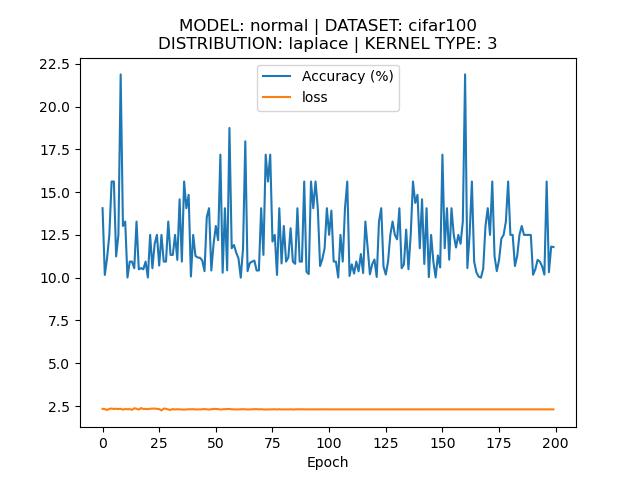 MODEL: normal | DATASET: cifar100
DISTRIBUTION: laplace | KERNEL TYPE: 3
22.5
20.0
17.5
15.0
12.5
10.0
7.5
5.0
2.5
Accuracy (%)
loss
0 25 50 75 100 125 150 175 200
Epoch